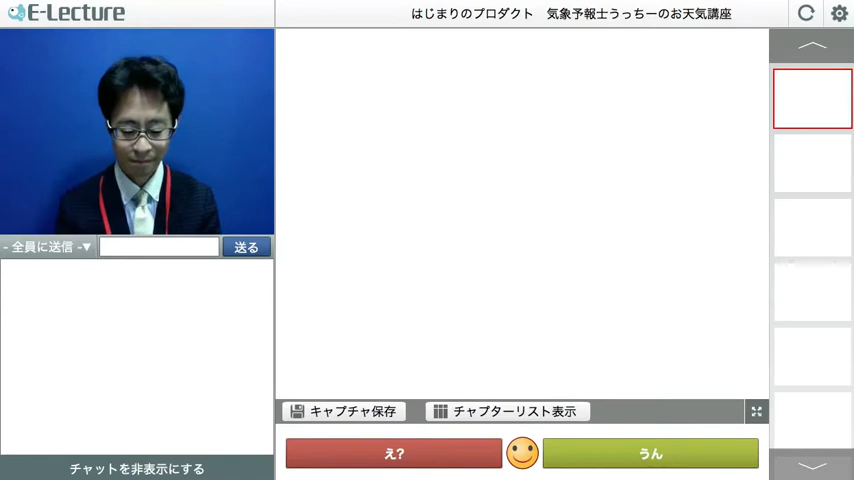 E-Lecture
はじまりのプロダクト 気象予報士うっちーのお天気講座
- 全員に送信 -▼
送る
キャプチャ保存
チャプターリスト表示
え?
うん
チャットを非表示にする